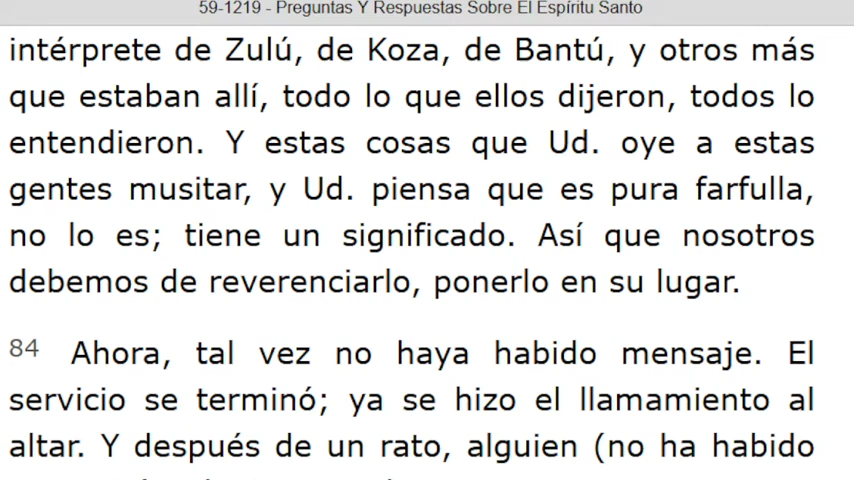 59-1219 - Preguntas Y Respuestas Sobre El Espíritu Santo
intérprete de Zulú, de Koza, de Bantú, y otros más
que estaban allí, todo lo que ellos dijeron, todos lo
entendieron. Y estas cosas que Ud. oye a estas
gentes musitar, y Ud. piensa que es pura farfulla,
no lo es; tiene un significado. Así que nosotros
debemos de reverenciarlo, ponerlo en su lugar.
84 Ahora, tal vez no haya habido mensaje. El
servicio se terminó; ya se hizo el llamamiento al
altar. Y después de un rato, alguien (no ha habido